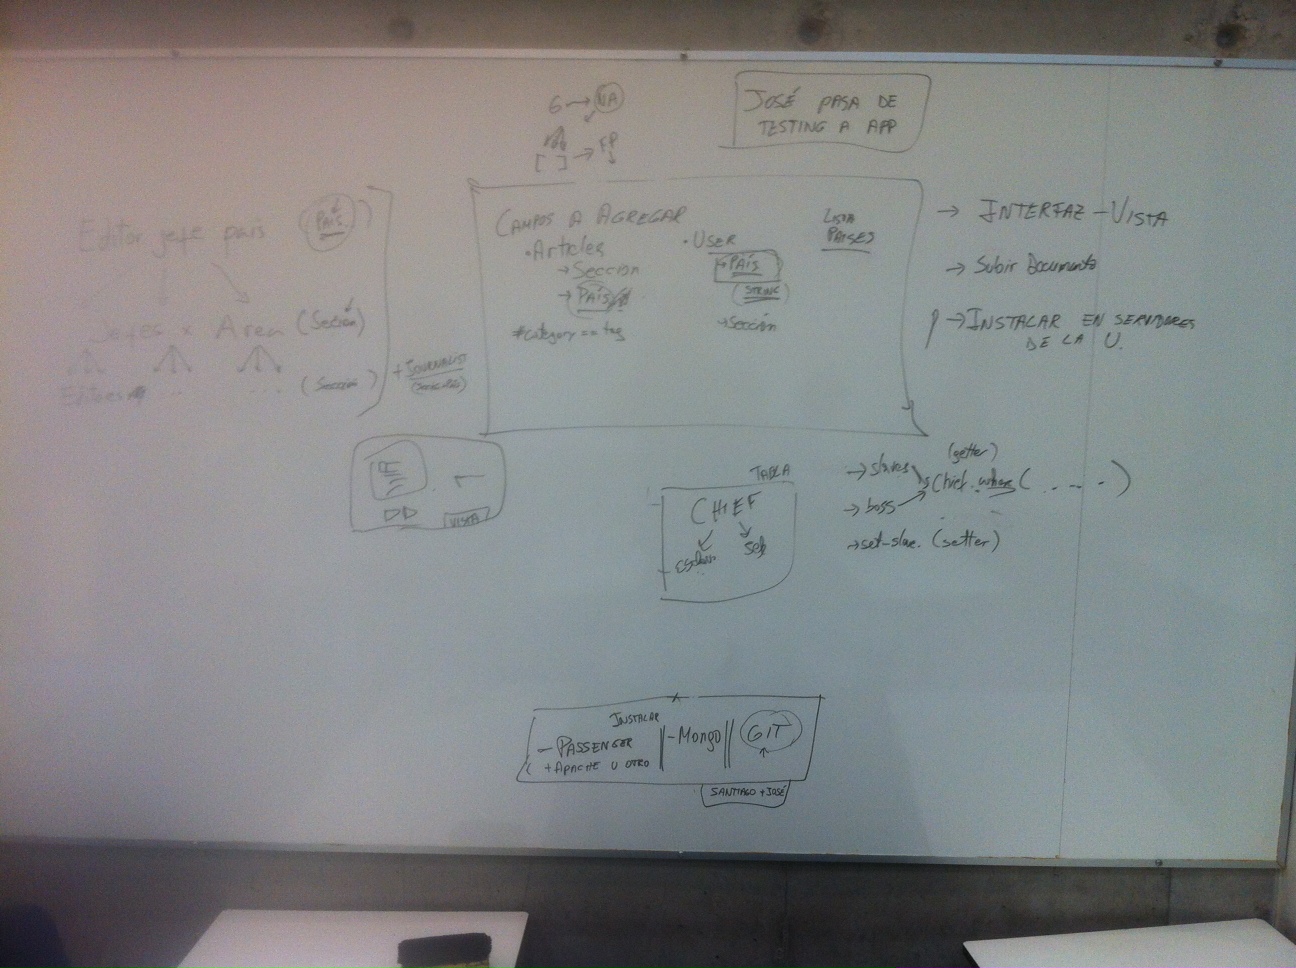 G → UA
[ ] → FP
JOSÉ PASA DE
TESTING A APP
Editor jefe país (PAÍS)
Jefes x Area (Sección)
Editores (Sección)
+ JOURNALIST
CAMPOS A AGREGAR
• Articles
→ Sección
→ PAÍS
#category == tag
• USER
→ PAÍS
(STRING)
→ Sección
LISTA
PAISES
→ INTERFAZ - VISTA
→ Subir Documento
→ INSTALAR EN SERVIDORES
DE LA U.
VISTA
TABLA
CHIEF
esclavo
self
→ slaves
(getter)
Chief.where( . . . . )
→ boss
→ set-slave. (setter)
INSTALAR
- PASSENGER
+ APACHE U OTRO
- Mongo
GIT
SANTIAGO + JOSÉ